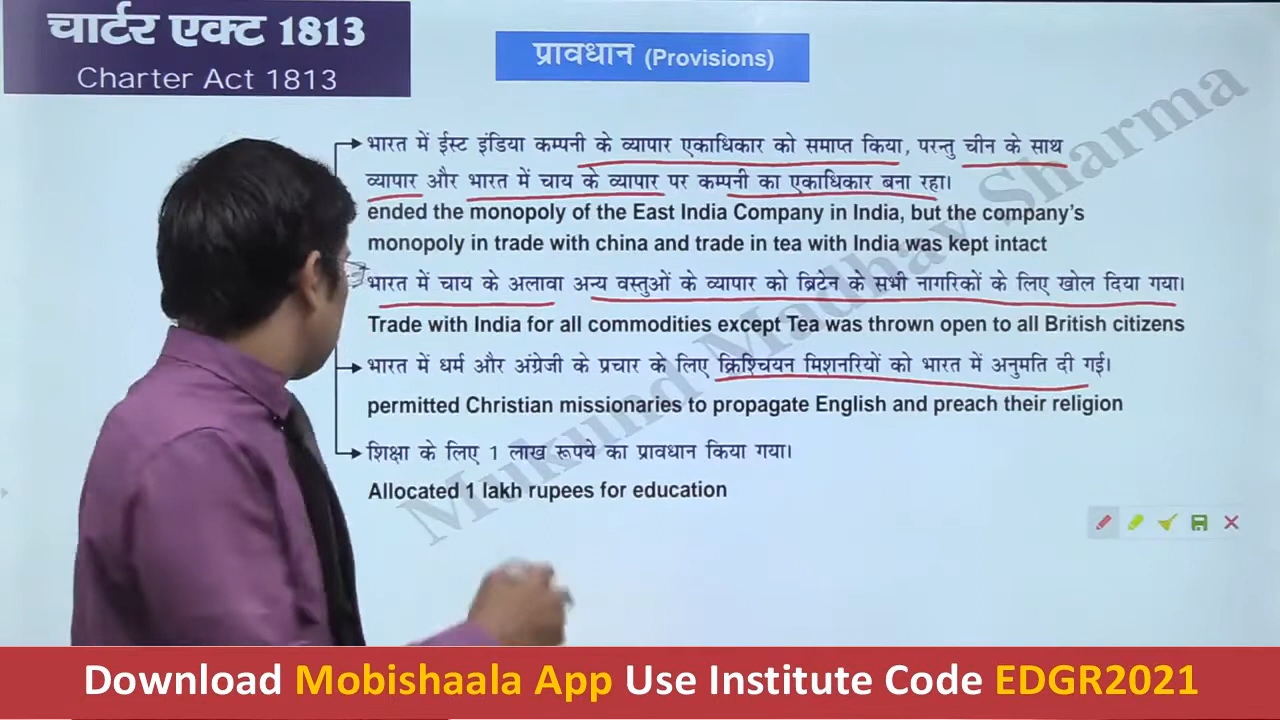 चार्टर एक्ट 1813
Charter Act 1813
प्रावधान (Provisions)
भारत में ईस्ट इंडिया कम्पनी के व्यापार एकाधिकार को समाप्त किया, परन्तु चीन के साथ
व्यापार और भारत में चाय के व्यापार पर कम्पनी का एकाधिकार बना रहा।
ended the monopoly of the East India Company in India, but the company's
monopoly in trade with china and trade in tea with India was kept intact
भारत में चाय के अलावा अन्य वस्तुओं के व्यापार को ब्रिटेन के सभी नागरिकों के लिए खोल दिया गया।
Trade with India for all commodities except Tea was thrown open to all British citizens
भारत में धर्म और अंग्रेजी के प्रचार के लिए क्रिश्चियन मिशनरियों को भारत में अनुमति दी गई।
permitted Christian missionaries to propagate English and preach their religion
शिक्षा के लिए 1 लाख रूपये का प्रावधान किया गया।
Allocated 1 lakh rupees for education
Mukund Madhav Sharma
Download Mobishaala App Use Institute Code EDGR2021